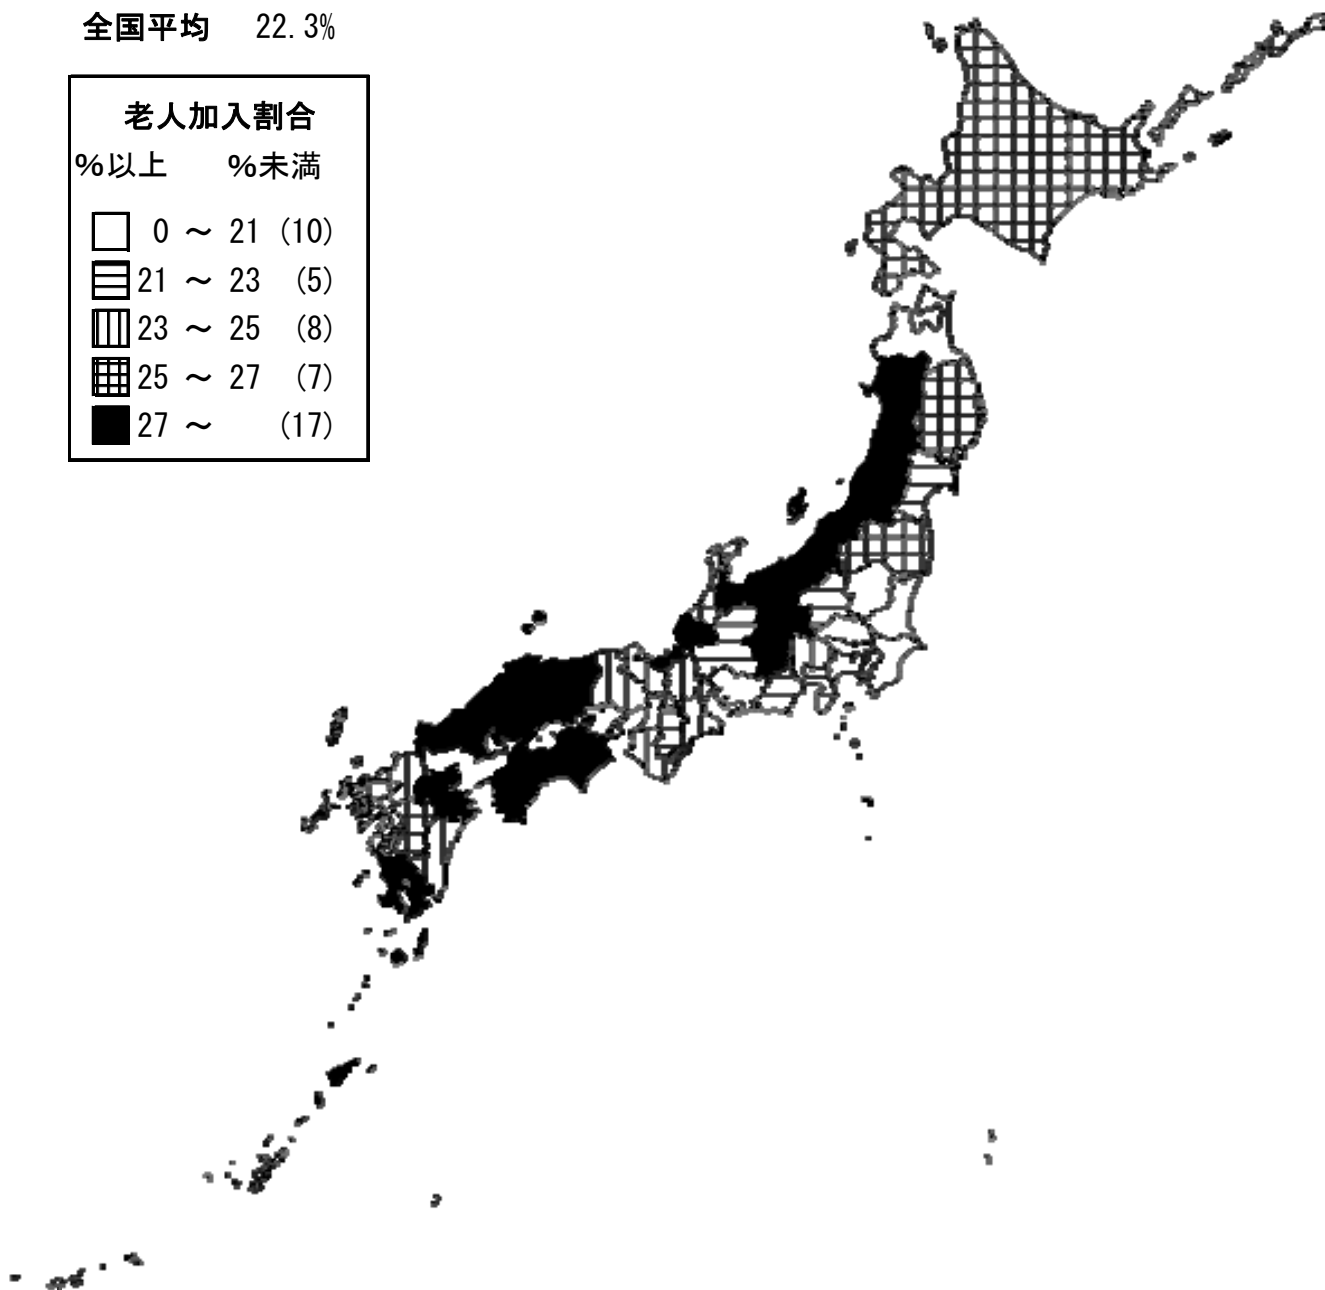 全国平均 22.3%
老人加入割合
%以上 %未満
0 ～ 21 (10)
21 ～ 23 (5)
23 ～ 25 (8)
25 ～ 27 (7)
27 ～ (17)